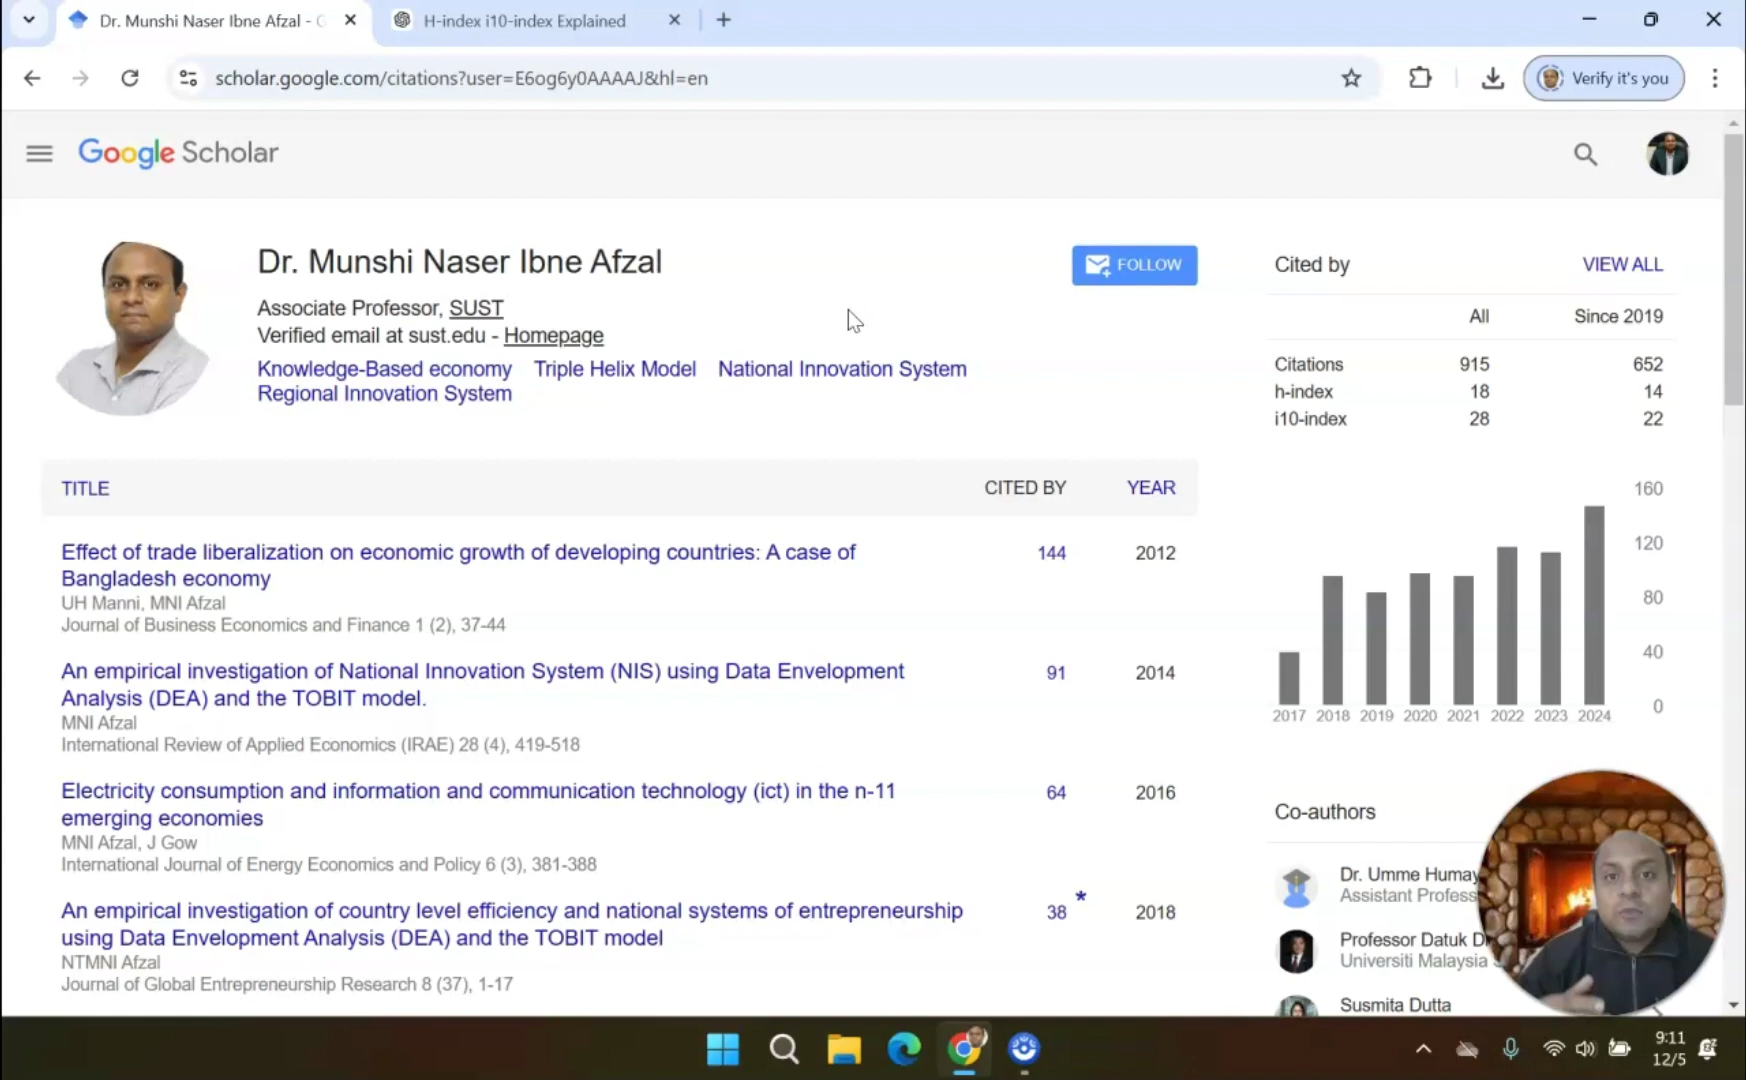 Dr. Munshi Naser Ibne Afzal - G
H-index i10-index Explained
scholar.google.com/citations?user=E6og6y0AAAAJ&hl=en
Verify it's you
Google Scholar
Dr. Munshi Naser Ibne Afzal
FOLLOW
Associate Professor, SUST
Verified email at sust.edu - Homepage
Knowledge-Based economy Triple Helix Model National Innovation System
Regional Innovation System
TITLE CITED BY YEAR
Effect of trade liberalization on economic growth of developing countries: A case of 144 2012
Bangladesh economy
UH Manni, MNI Afzal
Journal of Business Economics and Finance 1 (2), 37-44
An empirical investigation of National Innovation System (NIS) using Data Envelopment 91 2014
Analysis (DEA) and the TOBIT model.
MNI Afzal
International Review of Applied Economics (IRAE) 28 (4), 419-518
Electricity consumption and information and communication technology (ict) in the n-11 64 2016
emerging economies
MNI Afzal, J Gow
International Journal of Energy Economics and Policy 6 (3), 381-388
An empirical investigation of country level efficiency and national systems of entrepreneurship 38 * 2018
using Data Envelopment Analysis (DEA) and the TOBIT model
NTMNI Afzal
Journal of Global Entrepreneurship Research 8 (37), 1-17
Cited by VIEW ALL
All Since 2019
Citations 915 652
h-index 18 14
i10-index 28 22
160
120
80
40
0
2017 2018 2019 2020 2021 2022 2023 2024
Co-authors
Dr. Umme Humay
Assistant Profess
Professor Datuk D
Universiti Malaysia
Susmita Dutta
9:11
12/5